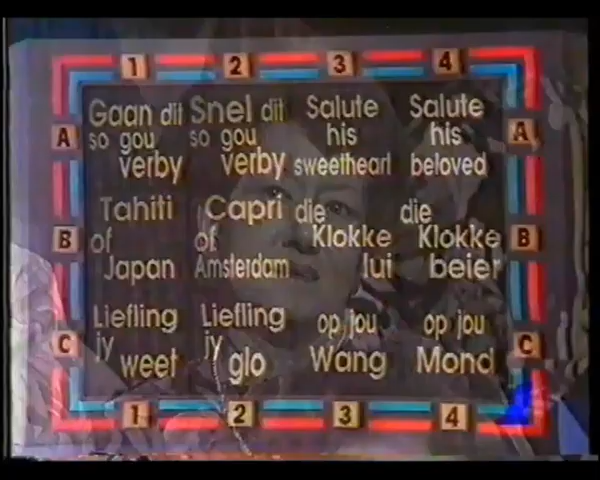 1 2 3 4
A Gaan dit Snel dit Salute Salute A
so gou so gou his his
verby verby sweetheart beloved
Tahiti Capri die die
B of of Klokke Klokke B
Japan Amsterdam lui beier
Liefling Liefling op jou op jou
C jy jy Wang Mond C
weet glo
1 2 3 4